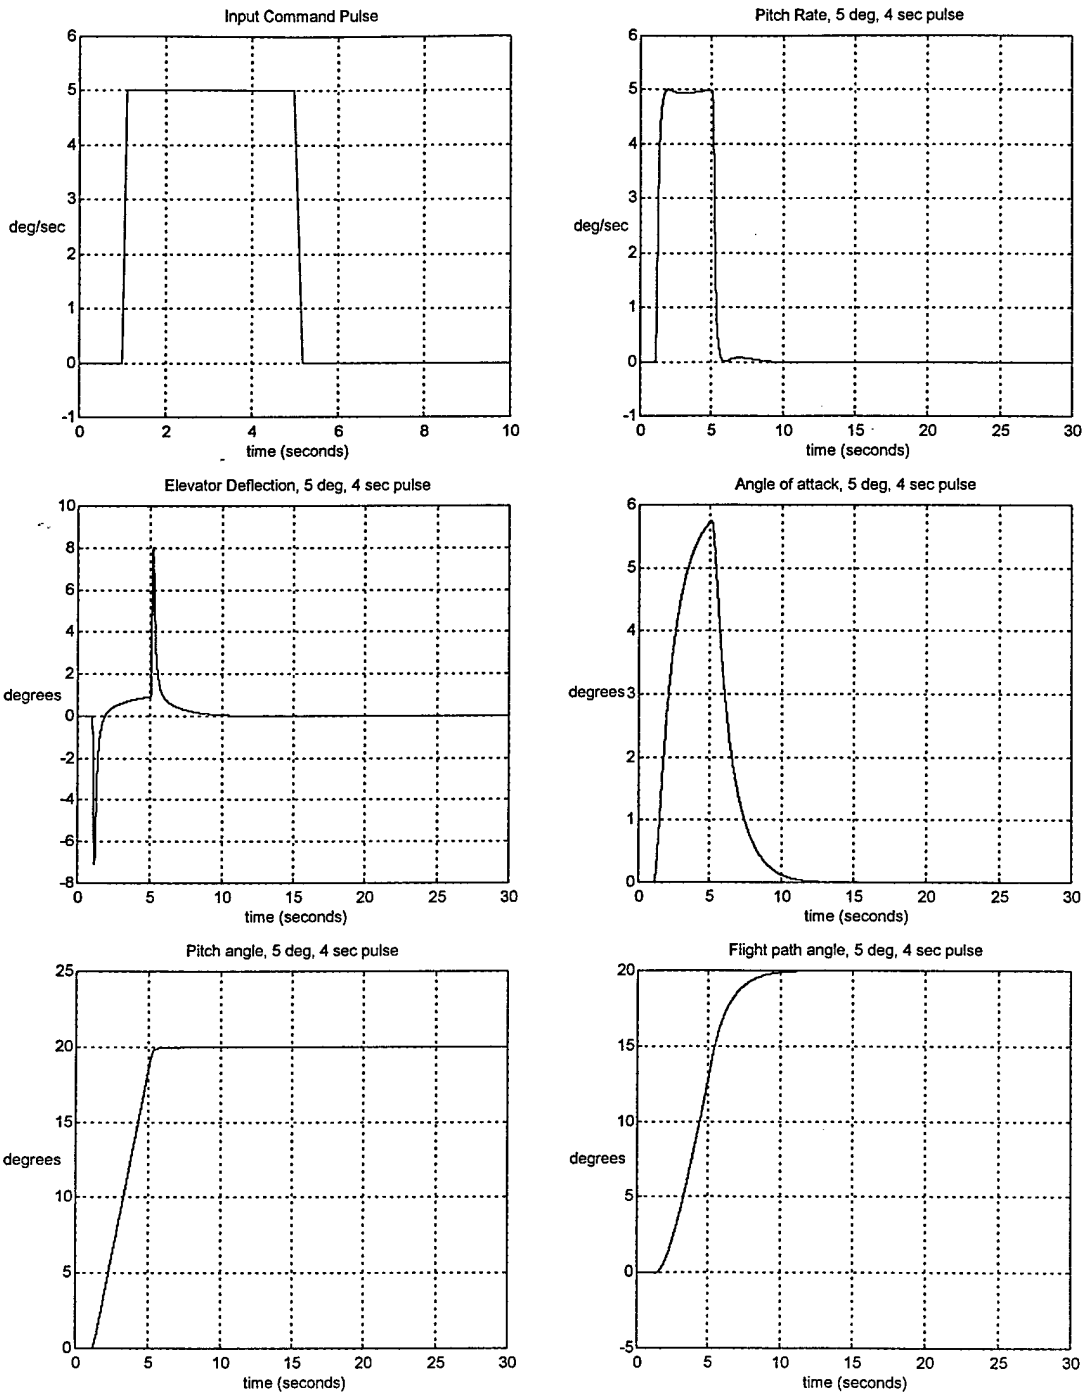 Input Command Pulse
6
5
4
3
deg/sec
2
1
0
-1
0 2 4 6 8 10
time (seconds)
Pitch Rate, 5 deg, 4 sec pulse
6
5
4
3
deg/sec
2
1
0
-1
0 5 10 15 20 25 30
time (seconds)
Elevator Deflection, 5 deg, 4 sec pulse
10
8
6
4
2
degrees
0
-2
-4
-6
-8
0 5 10 15 20 25 30
time (seconds)
Angle of attack, 5 deg, 4 sec pulse
6
5
4
degrees 3
2
1
0
0 5 10 15 20 25 30
time (seconds)
Pitch angle, 5 deg, 4 sec pulse
25
20
15
degrees
10
5
0
0 5 10 15 20 25 30
time (seconds)
Flight path angle, 5 deg, 4 sec pulse
20
15
10
degrees
5
0
-5
0 5 10 15 20 25 30
time (seconds)